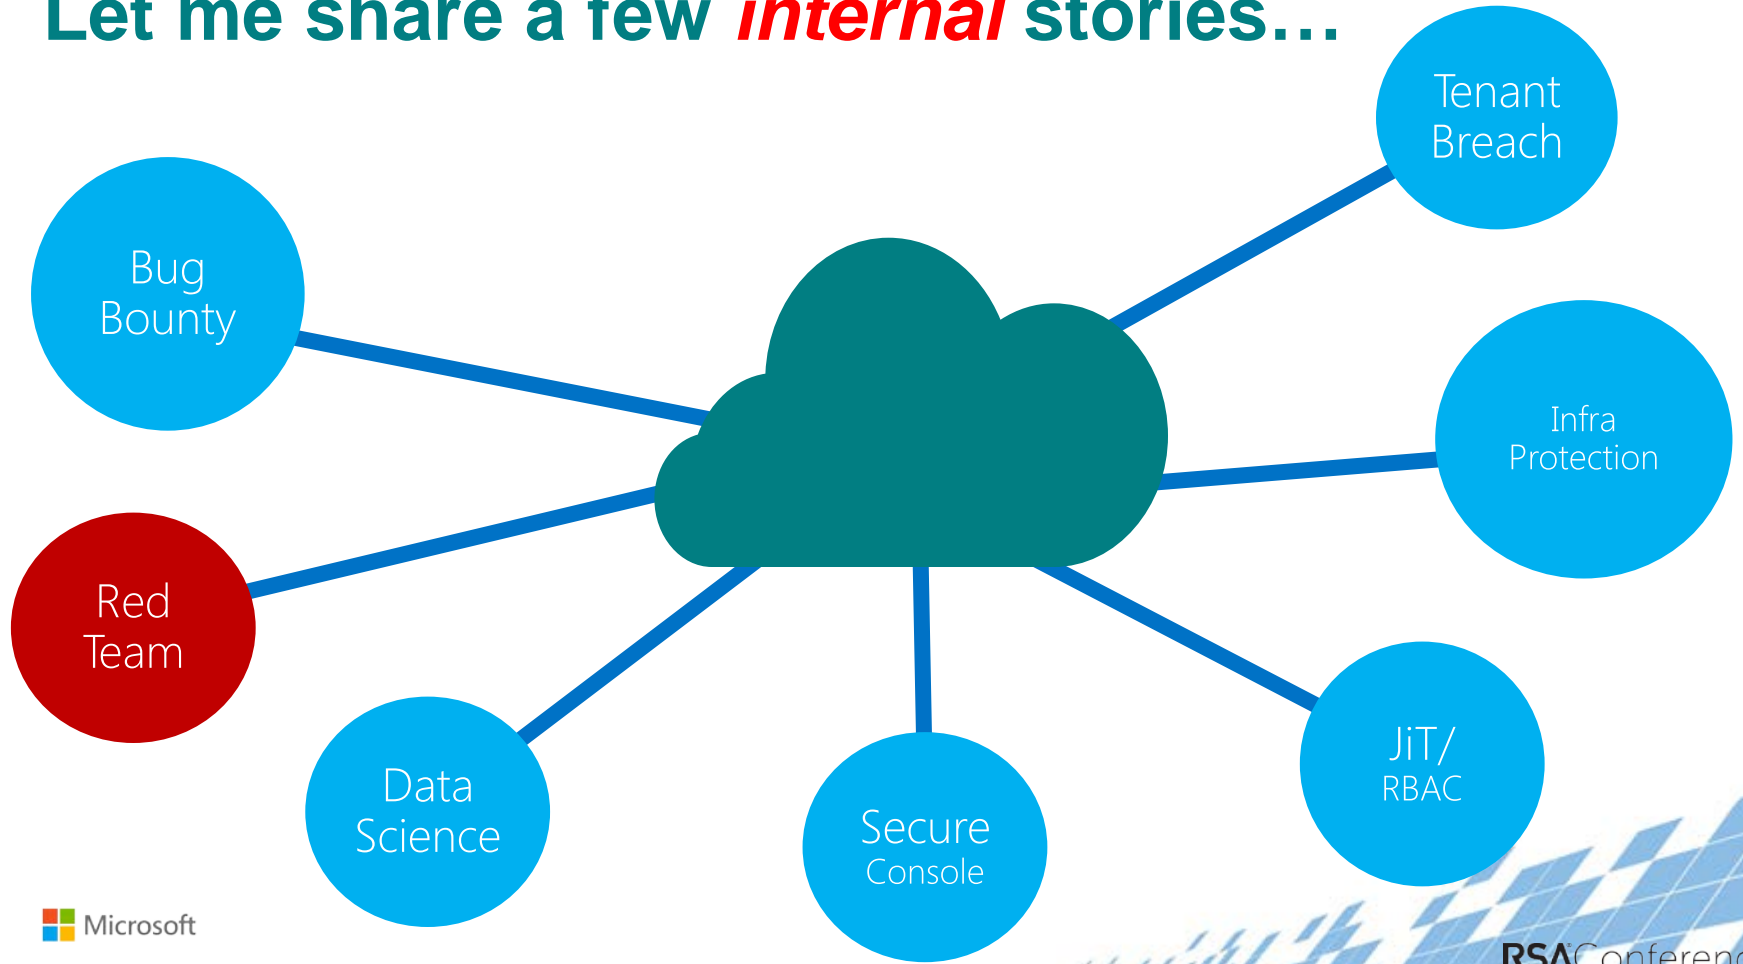 Let me share a few internal stories...
Tenant
Breach
Bug
Bounty
Infra
Protection
Red
Team
Data
Science
Secure
Console
JiT/
RBAC
Microsoft
RSAConferenc